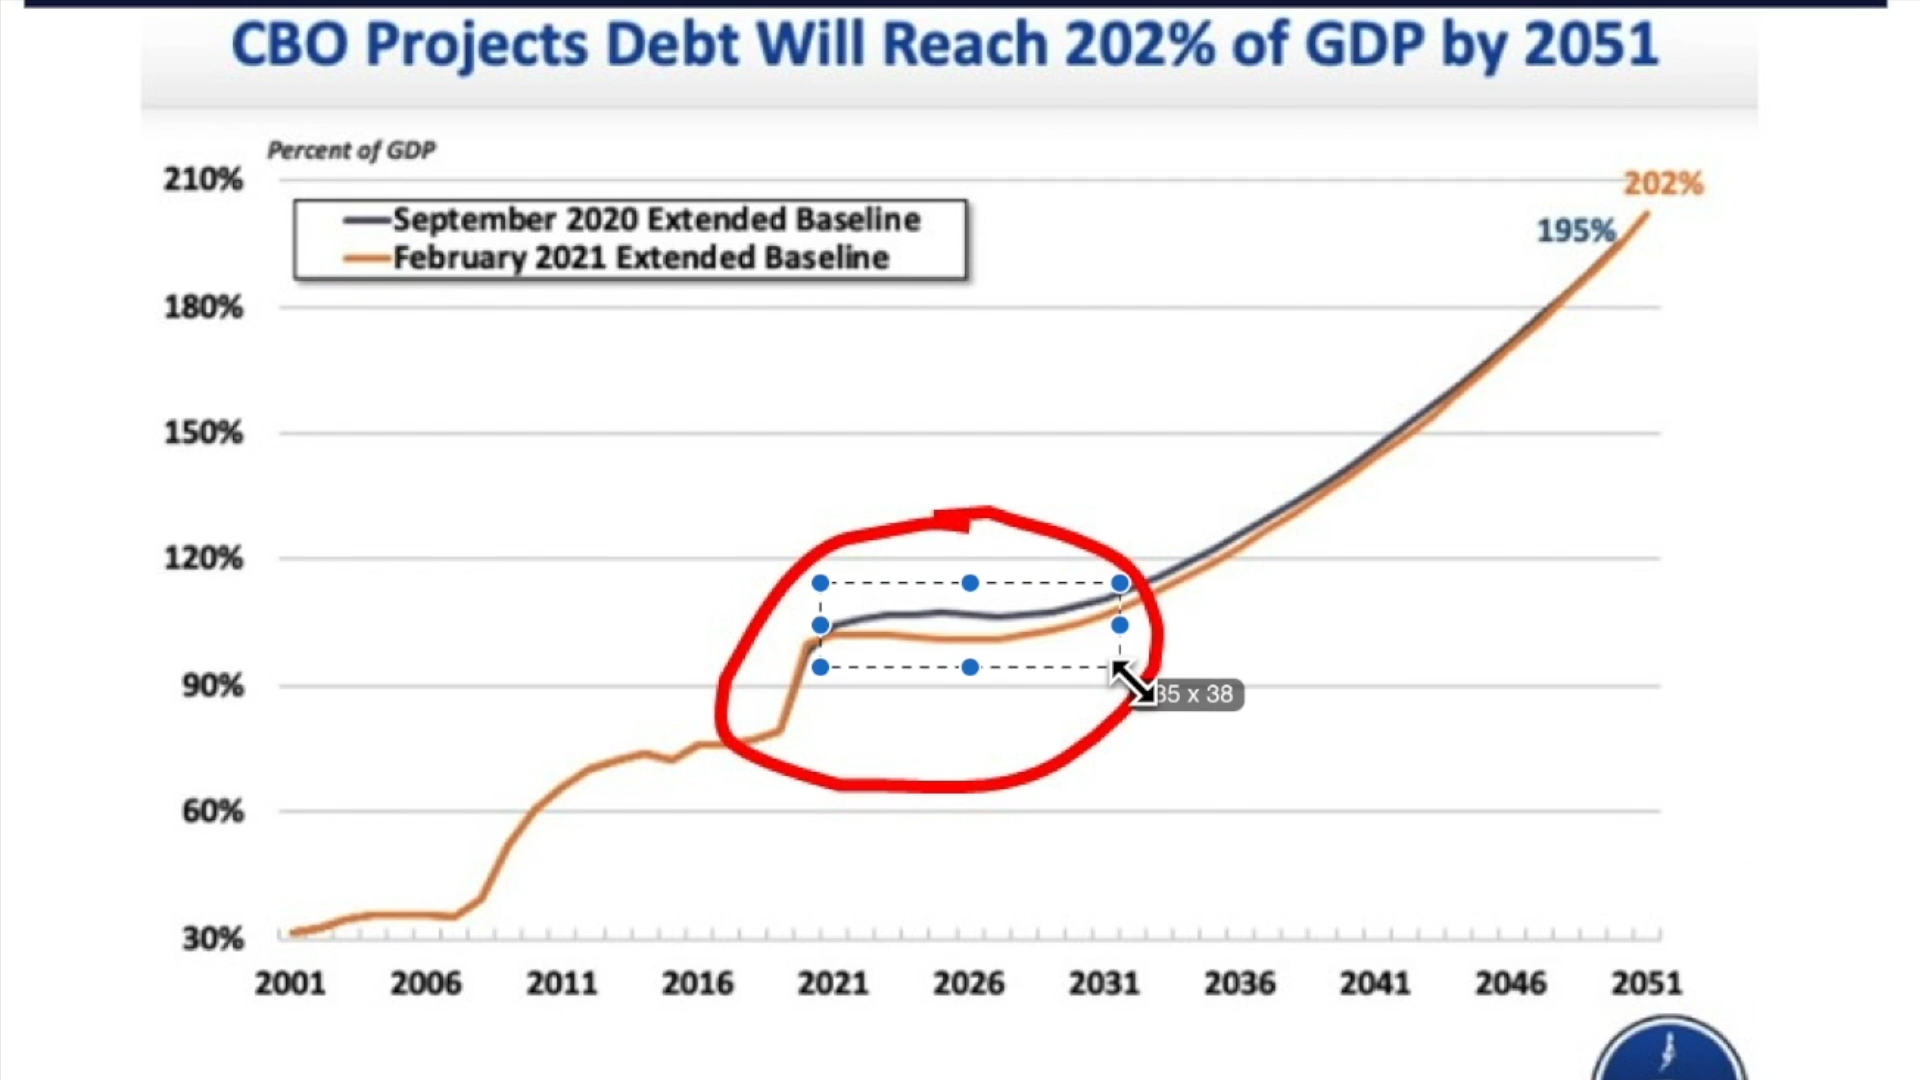 CBO Projects Debt Will Reach 202% of GDP by 2051
Percent of GDP
210%
202%
September 2020 Extended Baseline
195%
February 2021 Extended Baseline
180%
150%
120%
90%
35 x 38
60%
30%
2001 2006 2011 2016 2021 2026 2031 2036 2041 2046 2051